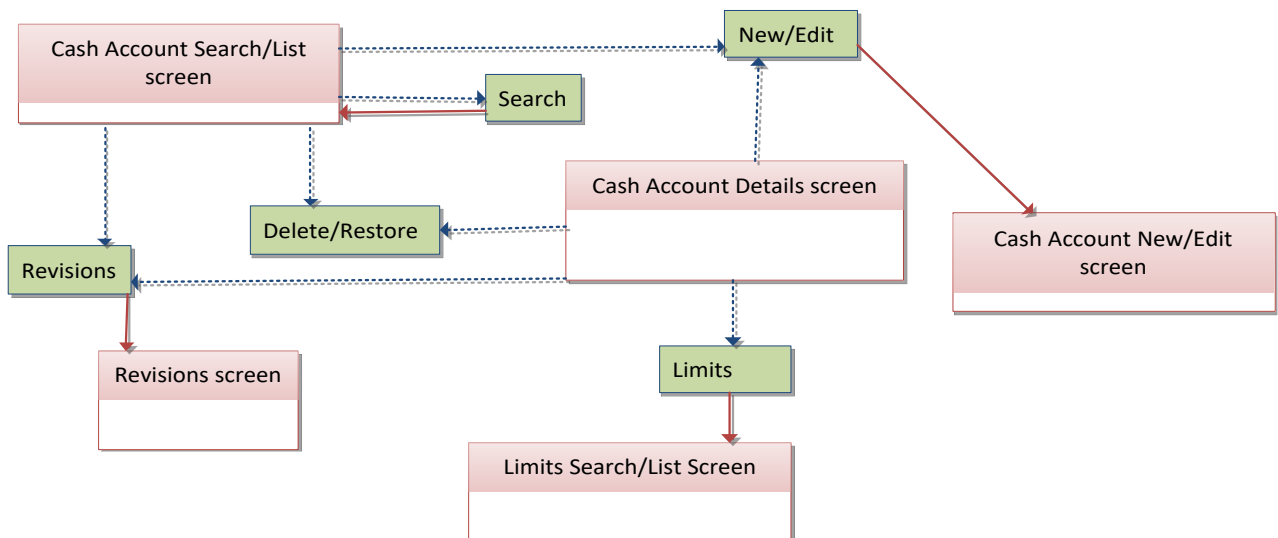 Cash Account Search/List
screen
New/Edit
Search
Cash Account Details screen
Delete/Restore
Cash Account New/Edit
screen
Revisions
Revisions screen
Limits
Limits Search/List Screen